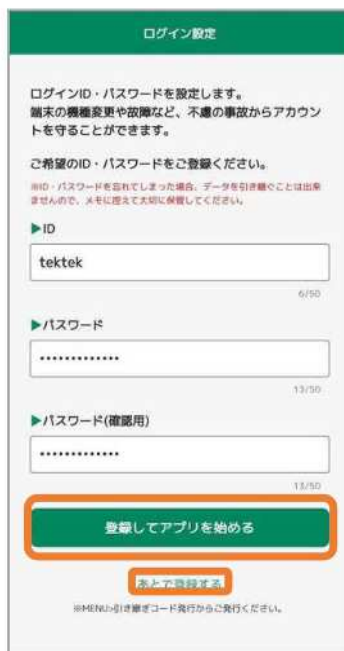 ログイン設定
ログインID・パスワードを設定します。
端末の機種変更や故障など、不慮の事故からアカウン
トを守ることができます。
ご希望のID・パスワードをご登録ください。
※ID・パスワードを忘れてしまった場合、データを引き継ぐことは出来
ませんので、メモに控えて大切に保管してください。
▶ID
tektek
6/50
▶パスワード
•••••••••••••
13/50
▶パスワード(確認用)
•••••••••••••
13/50
登録してアプリを始める
あとで登録する
※MENU>引き継ぎコード発行からご発行ください。